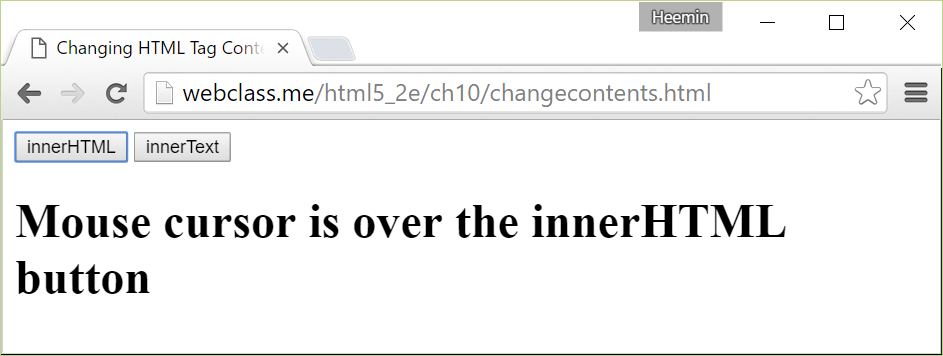 Heemin
Changing HTML Tag Conte
webclass.me/html5_2e/ch10/changecontents.html
innerHTML innerText
Mouse cursor is over the innerHTML
button